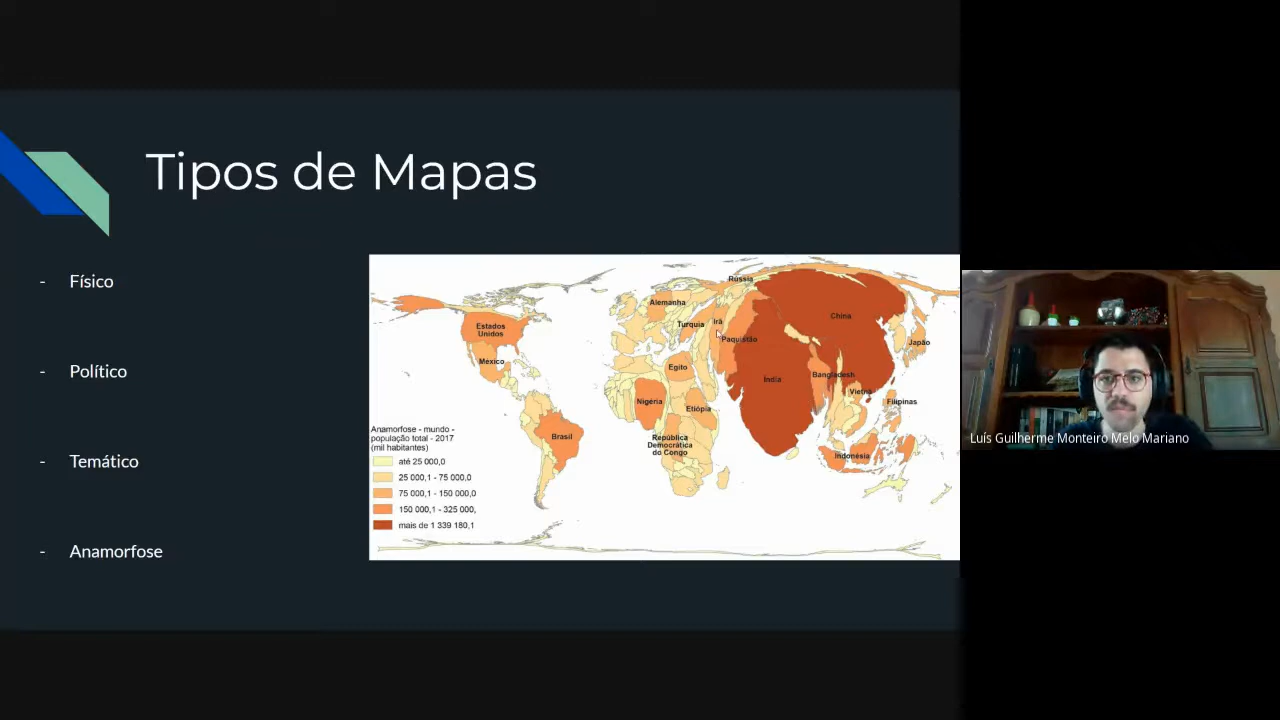 Tipos de Mapas
- Físico
- Político
- Temático
- Anamorfose
Rússia
Alemanha
Estados
Unidos
Turquia
Irã
China
Paquistão
Japão
México
Egito
Índia
Bangladesh
Vietnã
Nigéria
Etiópia
Filipinas
Brasil
República
Democrática
do Congo
Indonésia
Anamorfose - mundo -
população total - 2017
(mil habitantes)
até 25 000,0
25 000,1 - 75 000,0
75 000,1 - 150 000,0
150 000,1 - 325 000,
mais de 1 339 180,1
Luís Guilherme Monteiro Melo Mariano